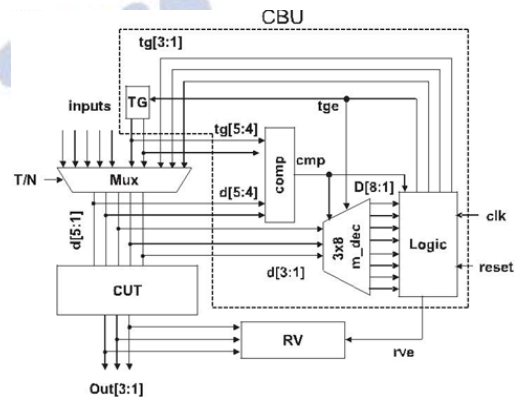 CBU
tg[3:1]
TG
tge
inputs
tg[5:4]
comp
cmp
T/N
Mux
d[5:4]
D[8:1]
d[5:1]
3x8
m_dec
Logic
clk
d[3:1]
reset
CUT
RV
rve
Out[3:1]